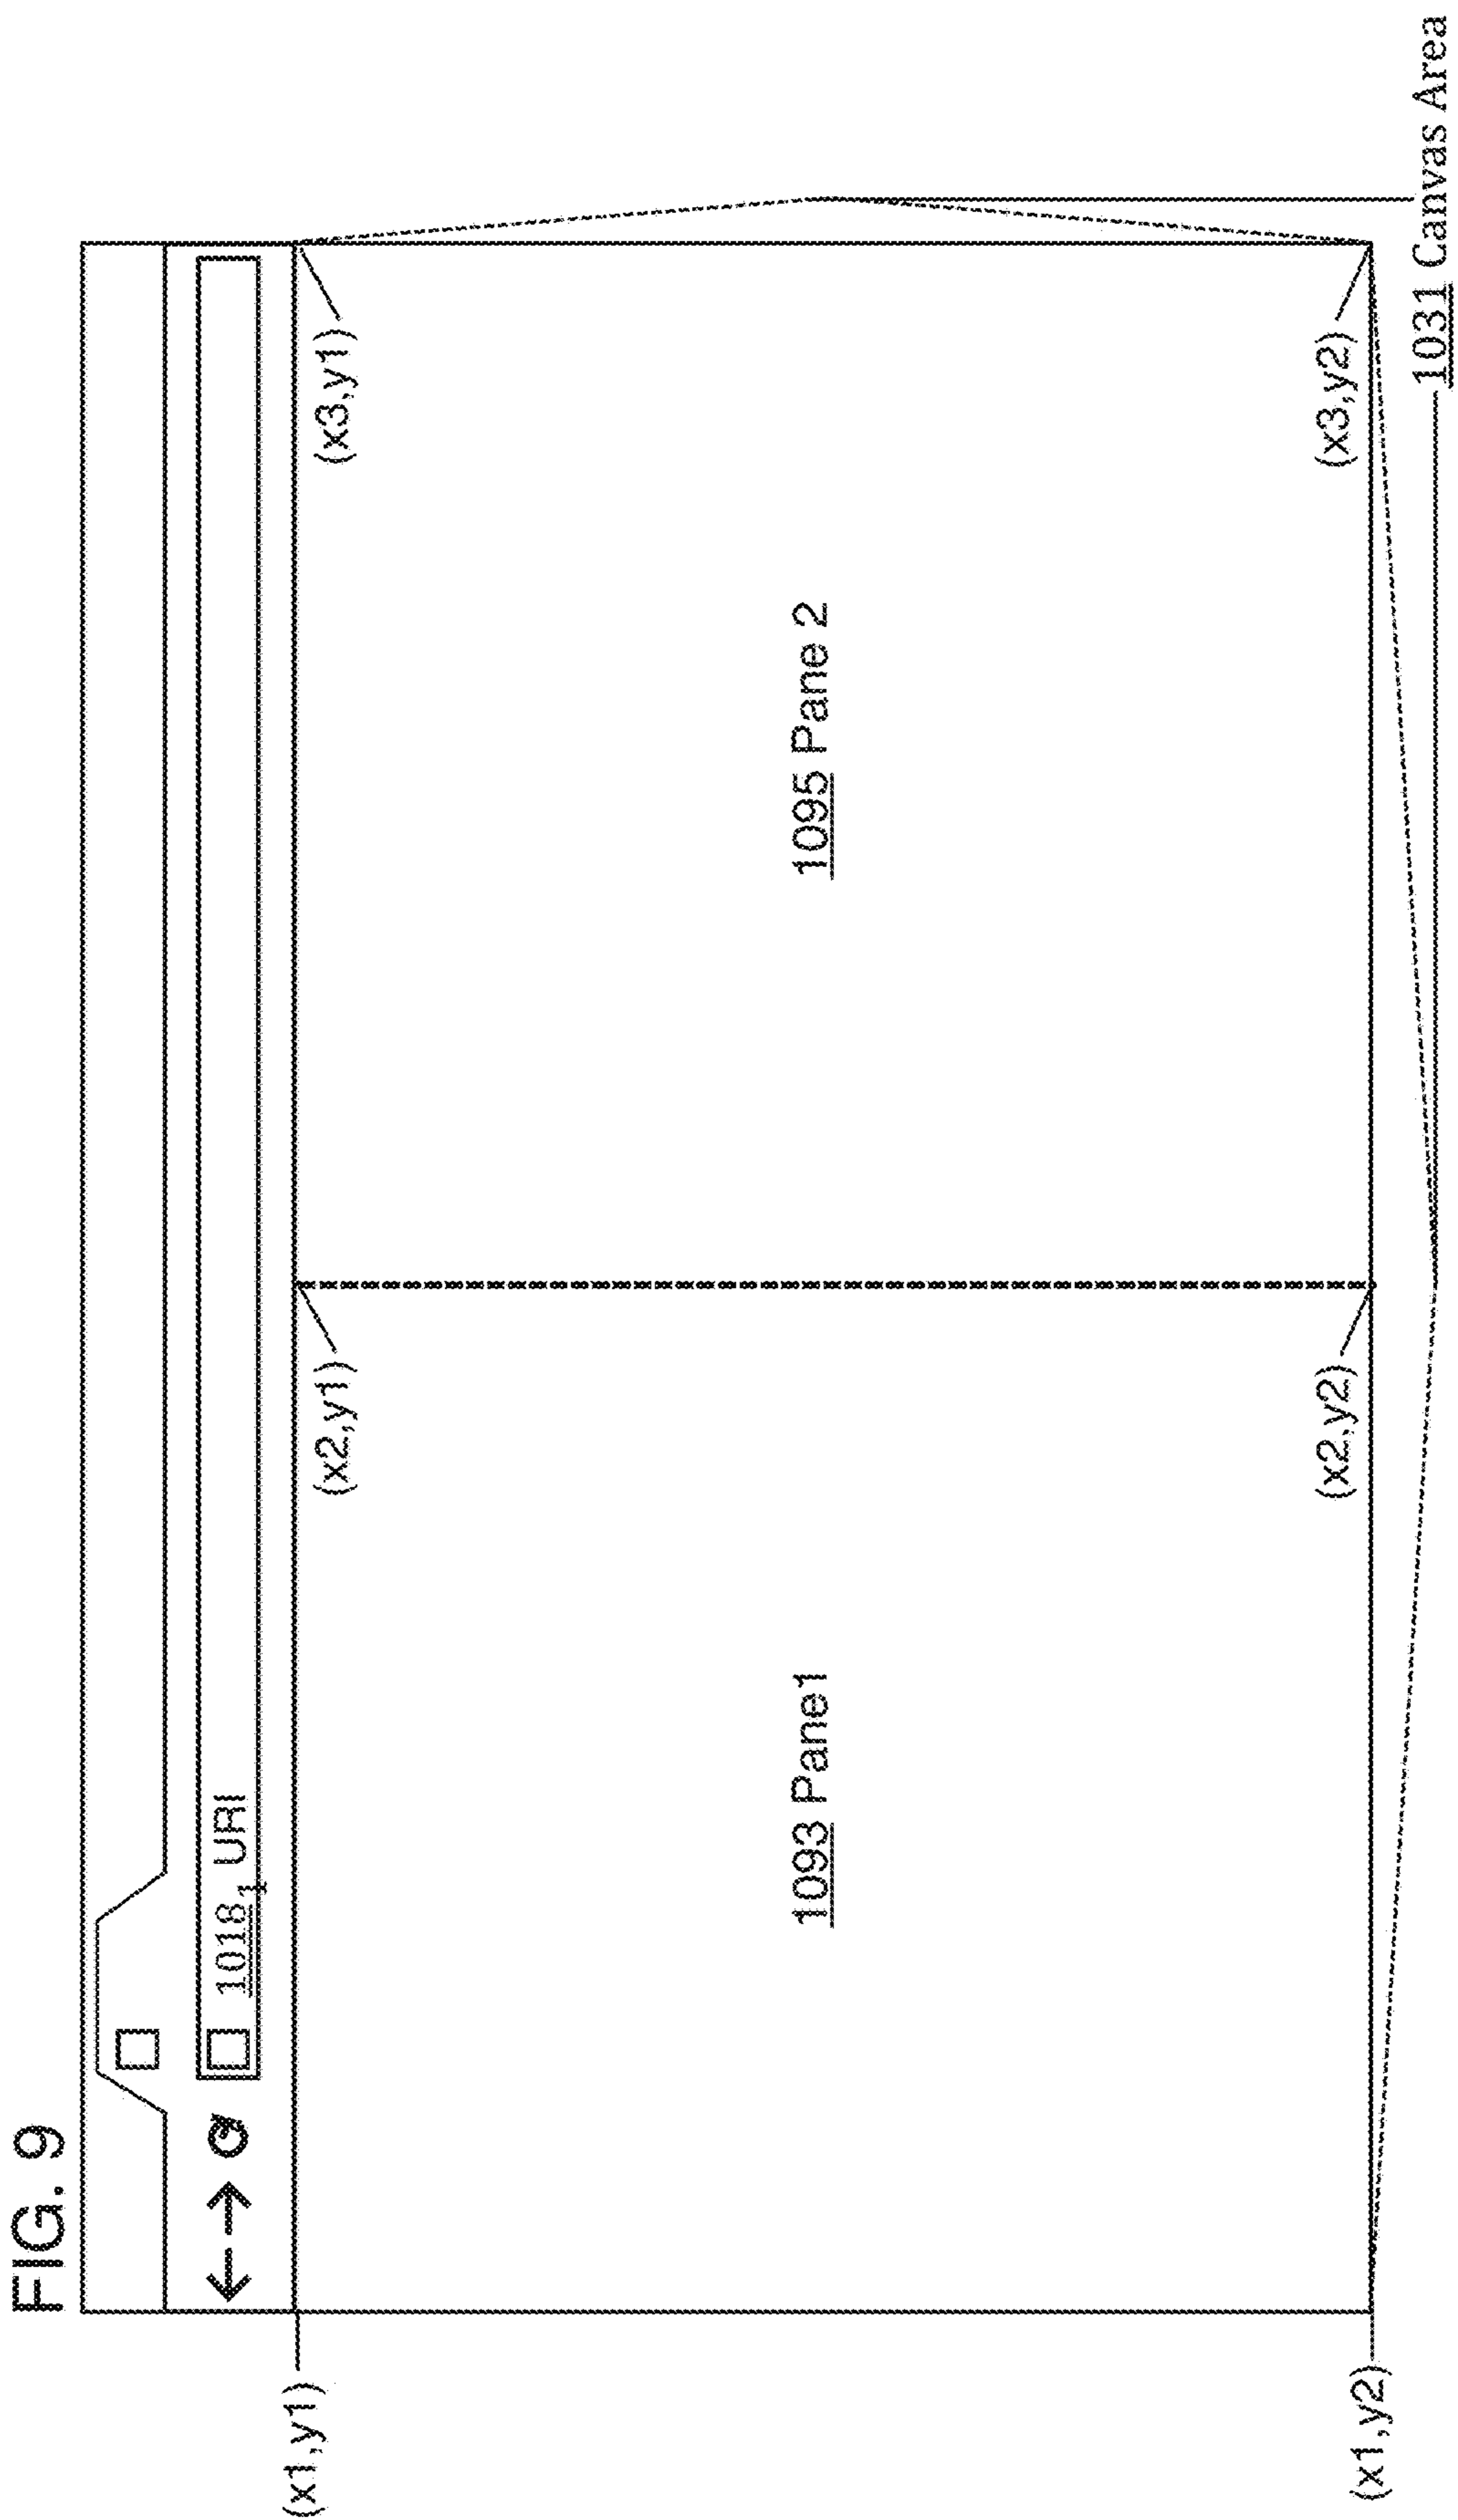 FIG. 9
1018₁ URI
(x1,y1)
(x2,y1)
(x3,y1)
1093 Pane1
1095 Pane 2
(x1,y2)
(x2,y2)
(x3,y2)
1031 Canvas Area